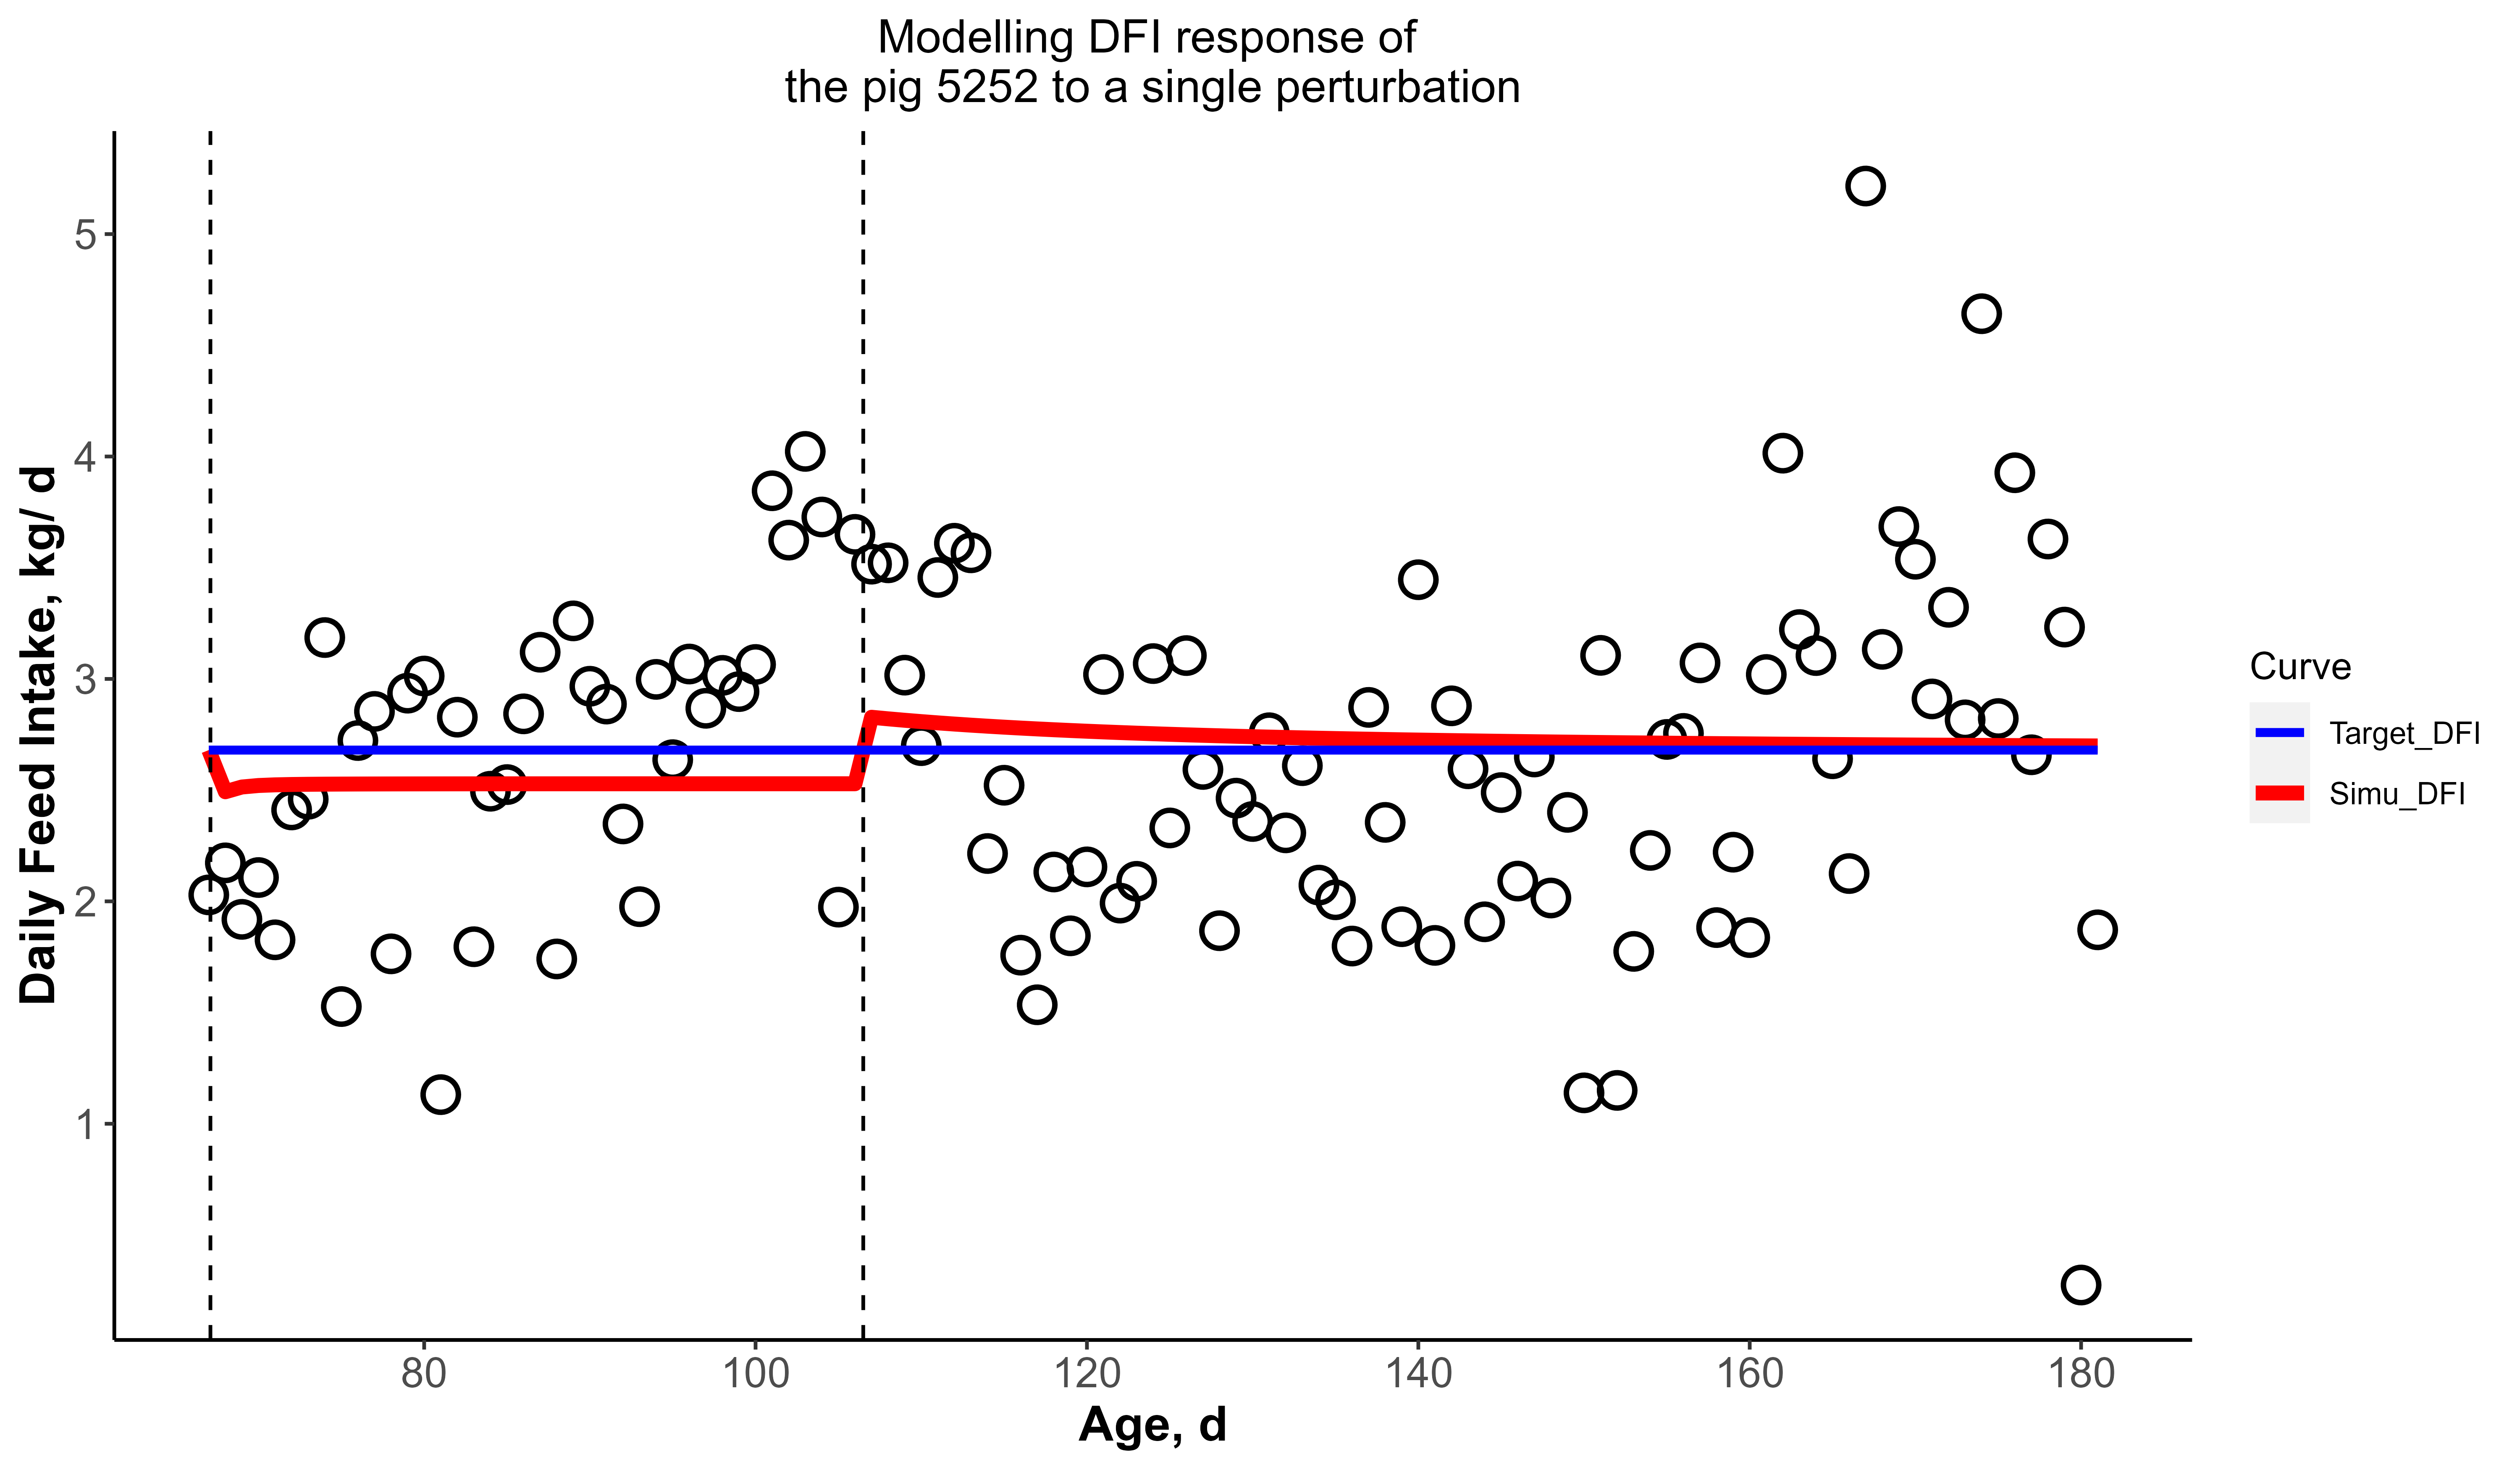 Modelling DFI response of
the pig 5252 to a single perturbation
Daily Feed Intake, kg/ d
5
4
3
2
1
80 100 120 140 160 180
Age, d
Curve
Target_DFI
Simu_DFI